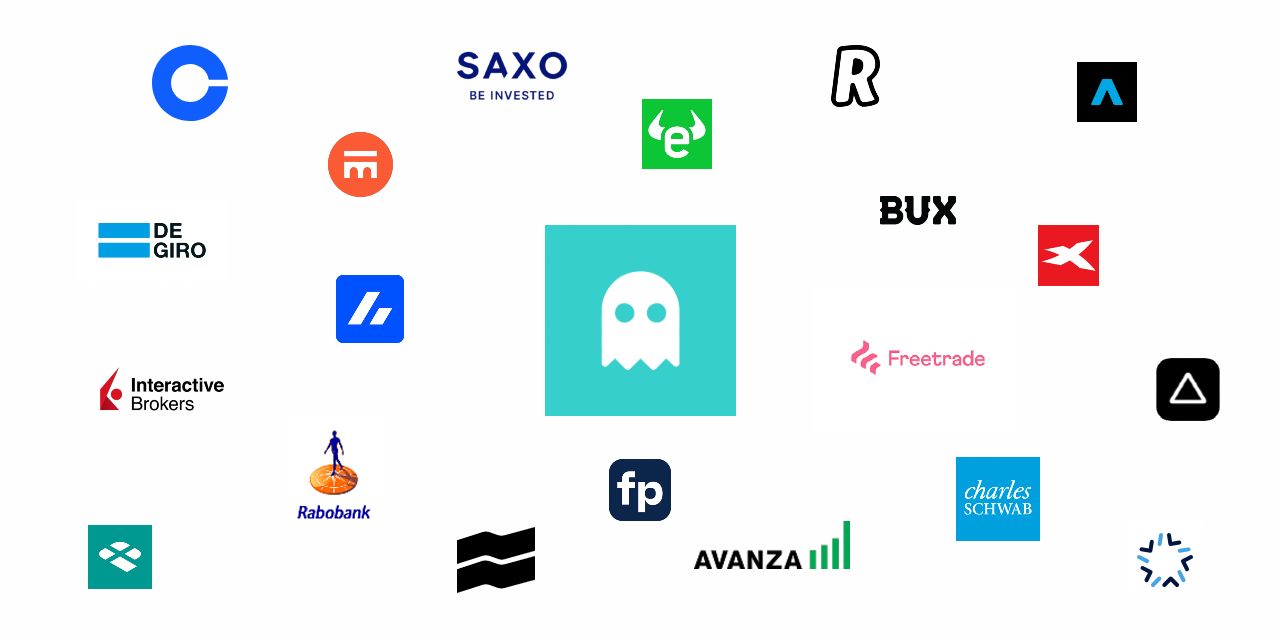 SAXO
BE INVESTED
R
e
BUX
DE
GIRO
Freetrade
Interactive
Brokers
Rabobank
fp
charles
SCHWAB
AVANZA